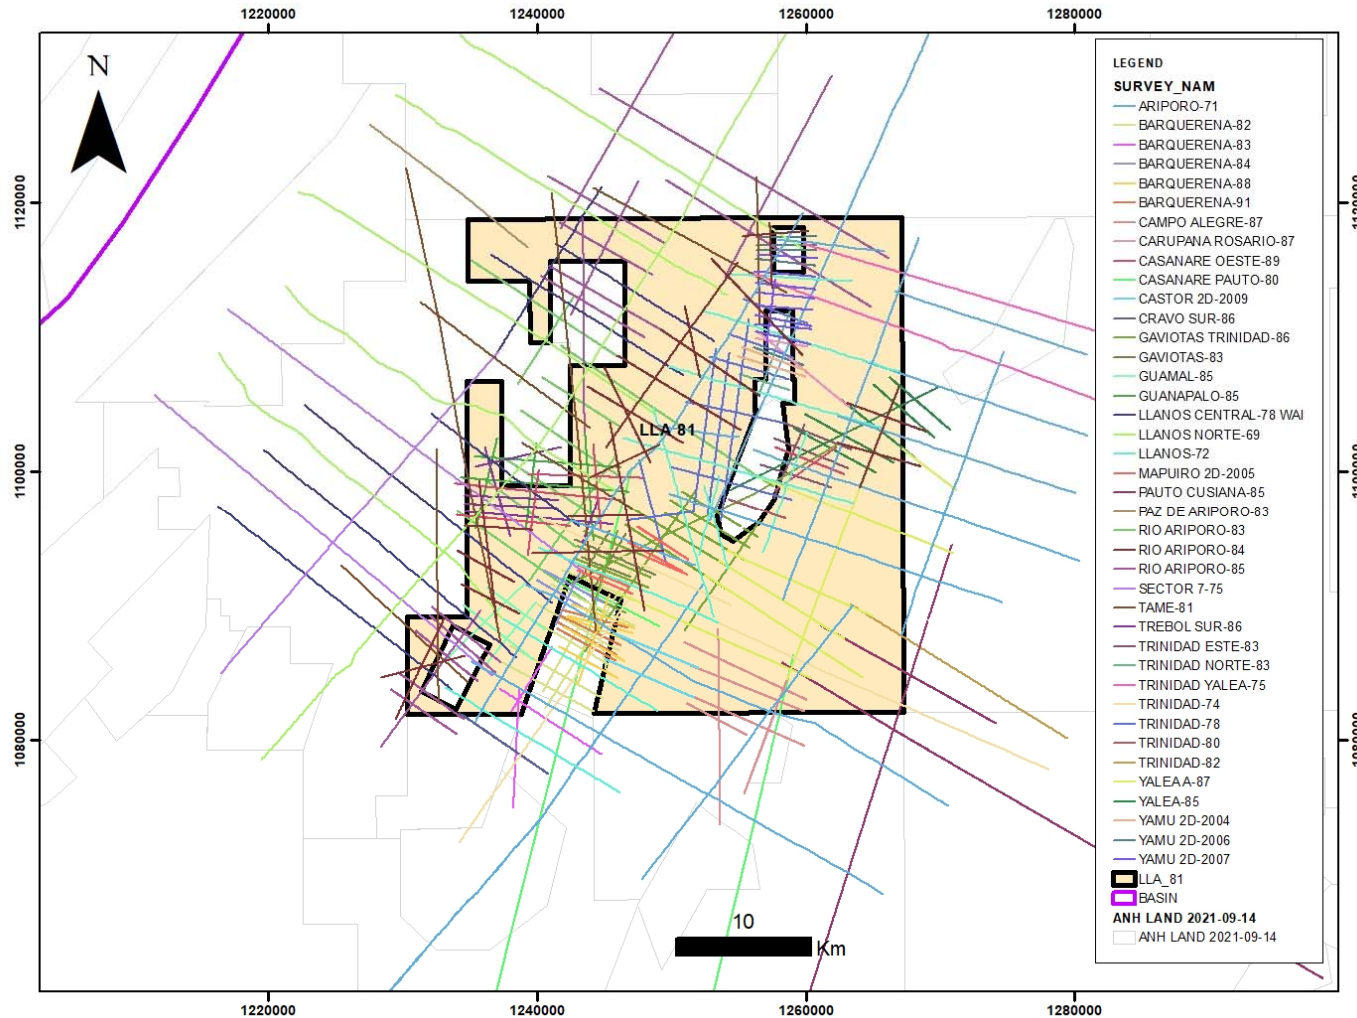 1220000
1240000
1260000
1280000
N
1120000
1100000
1080000
1120000
1100000
1080000
LLA 81
10
Km
1220000
1240000
1260000
1280000
LEGEND
SURVEY_NAM
ARIPORO-71
BARQUERENA-82
BARQUERENA-83
BARQUERENA-84
BARQUERENA-88
BARQUERENA-91
CAMPO ALEGRE-87
CARUPANA ROSARIO-87
CASANARE OESTE-89
CASANARE PAUTO-80
CASTOR 2D-2009
CRAVO SUR-86
GAVIOTAS TRINIDAD-86
GAVIOTAS-83
GUAMAL-85
GUANAPALO-85
LLANOS CENTRAL-78 WAI
LLANOS NORTE-69
LLANOS-72
MAPUIRO 2D-2005
PAUTO CUSIANA-85
PAZ DE ARIPORO-83
RIO ARIPORO-83
RIO ARIPORO-84
RIO ARIPORO-85
SECTOR 7-75
TAME-81
TREBOL SUR-86
TRINIDAD ESTE-83
TRINIDAD NORTE-83
TRINIDAD YALEA-75
TRINIDAD-74
TRINIDAD-78
TRINIDAD-80
TRINIDAD-82
YALEA A-87
YALEA-85
YAMU 2D-2004
YAMU 2D-2006
YAMU 2D-2007
LLA_81
BASIN
ANH LAND 2021-09-14
ANH LAND 2021-09-14